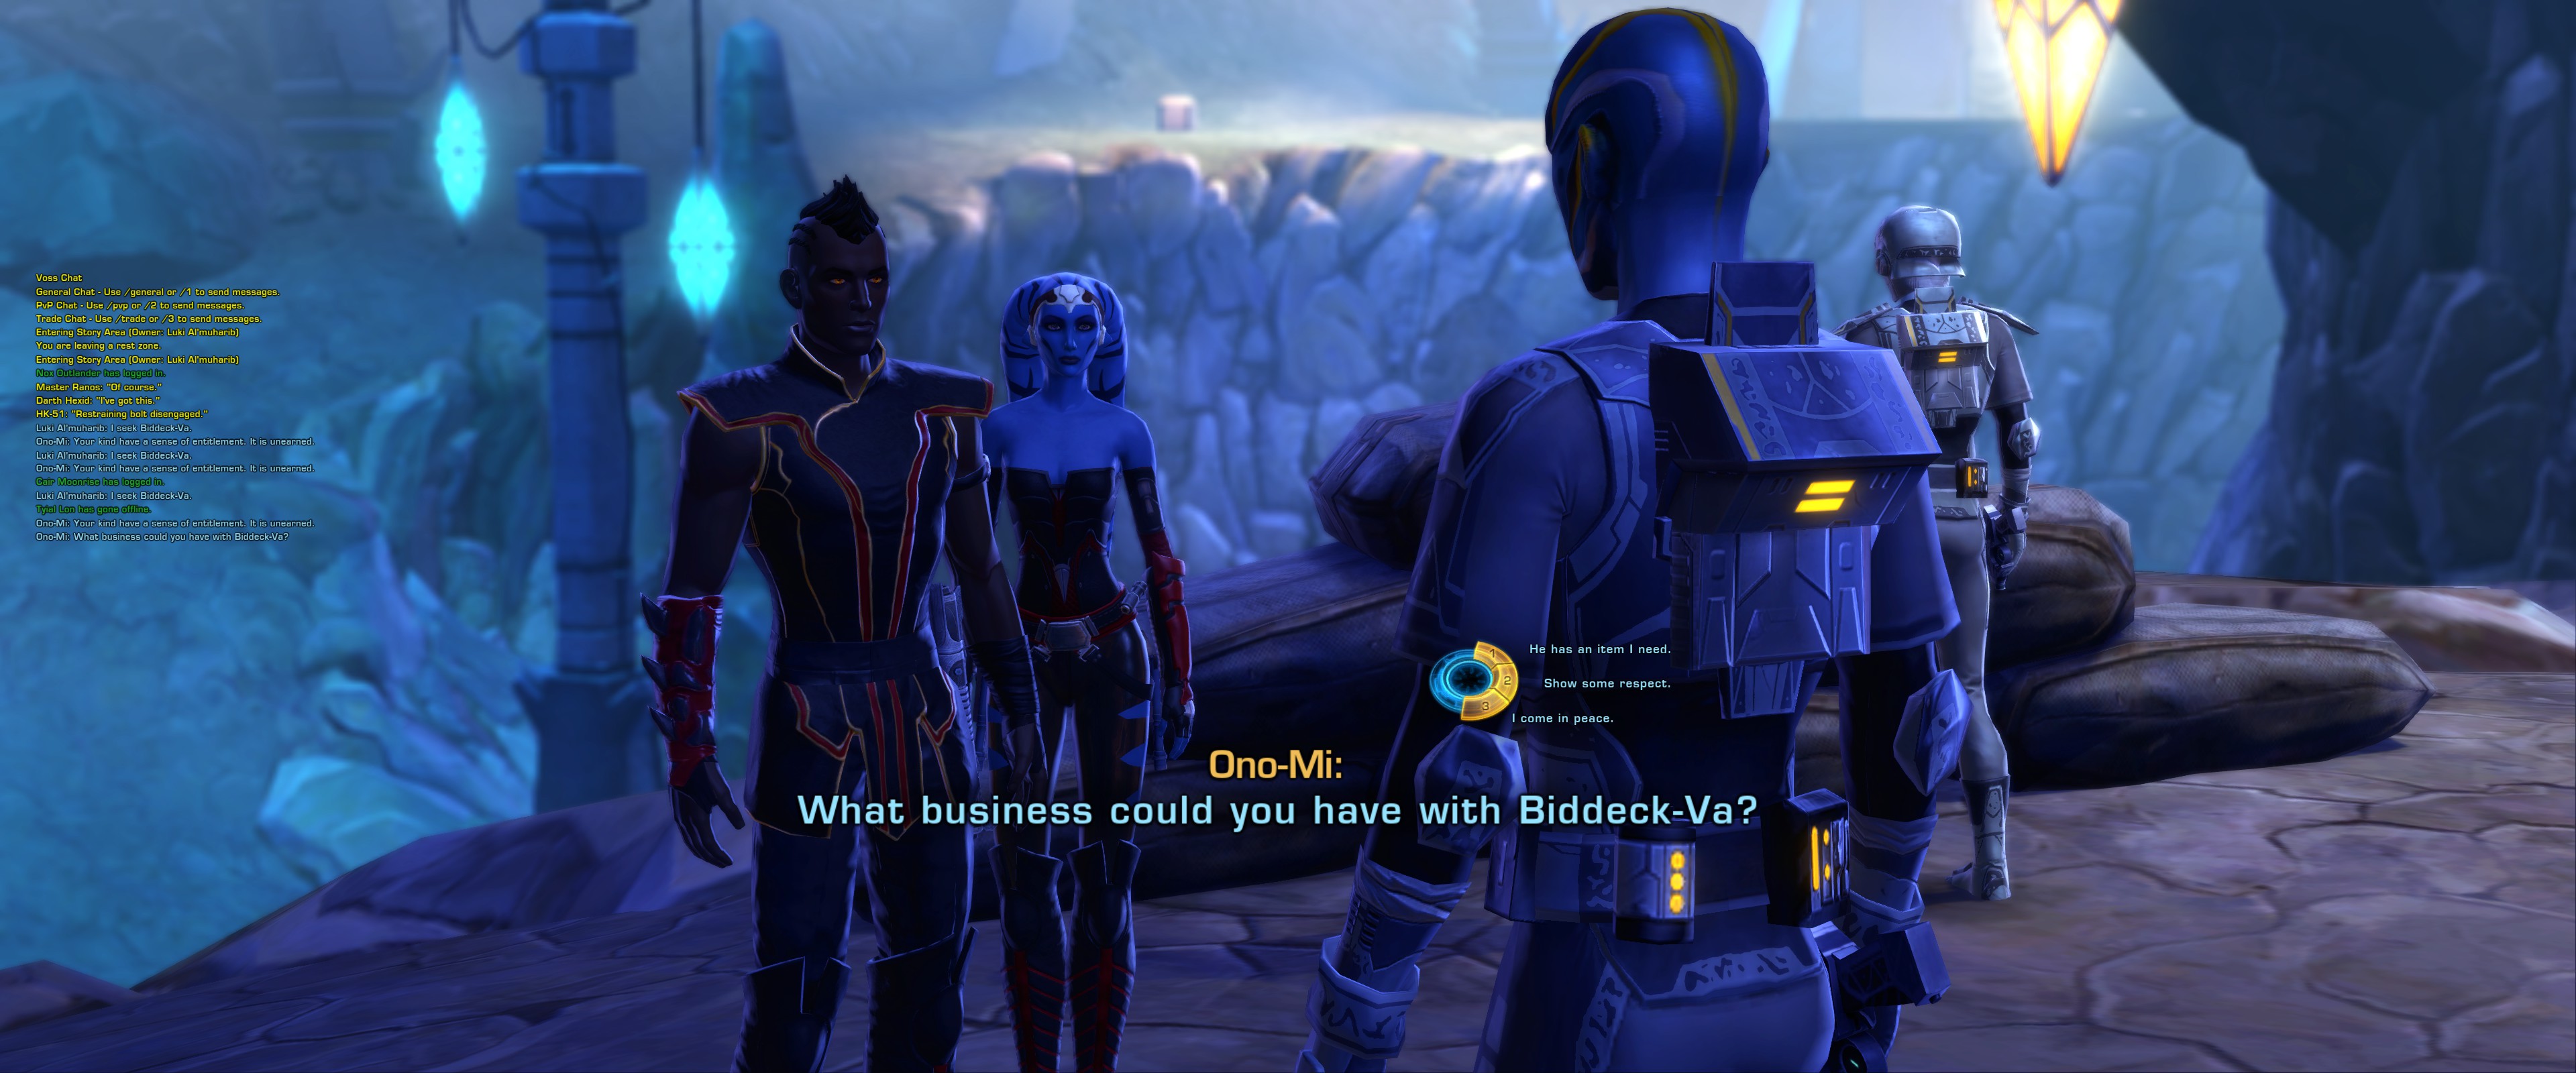 Voss Chat
General Chat - Use /general or /1 to send messages.
PvP Chat - Use /pvp or /2 to send messages.
Trade Chat - Use /trade or /3 to send messages.
Entering Story Area (Owner: Luki Al'muharib)
You are leaving a rest zone.
Entering Story Area (Owner: Luki Al'muharib)
Nox Outlander has logged in.
Master Ranos: "Of course."
Darth Hexid: "I've got this."
HK-51: "Restraining bolt disengaged."
Luki Al'muharib: I seek Biddeck-Va.
Ono-Mi: Your kind have a sense of entitlement. It is unearned.
Luki Al'muharib: I seek Biddeck-Va.
Ono-Mi: Your kind have a sense of entitlement. It is unearned.
Cair Moonrise has logged in.
Luki Al'muharib: I seek Biddeck-Va.
Tyial Lon has gone offline.
Ono-Mi: Your kind have a sense of entitlement. It is unearned.
Ono-Mi: What business could you have with Biddeck-Va?
1 He has an item I need.
2 Show some respect.
3 I come in peace.
Ono-Mi:
What business could you have with Biddeck-Va?